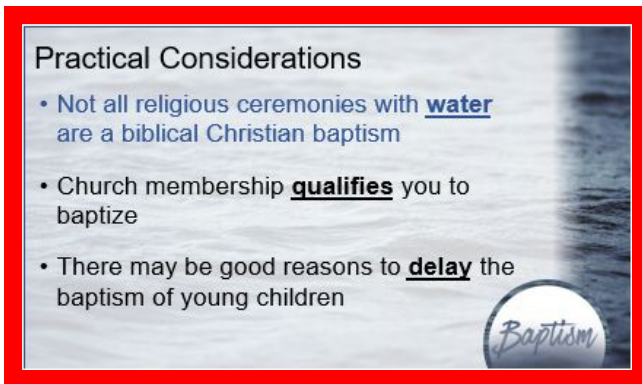 Practical Considerations
• Not all religious ceremonies with water
are a biblical Christian baptism
• Church membership qualifies you to
baptize
• There may be good reasons to delay the
baptism of young children
Baptism